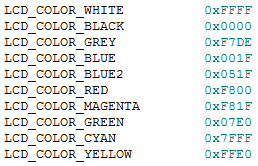 LCD_COLOR_WHITE 0xFFFF
LCD_COLOR_BLACK 0x0000
LCD_COLOR_GREY 0xF7DE
LCD_COLOR_BLUE 0x001F
LCD_COLOR_BLUE2 0x051F
LCD_COLOR_RED 0xF800
LCD_COLOR_MAGENTA 0xF81F
LCD_COLOR_GREEN 0x07E0
LCD_COLOR_CYAN 0x7FFF
LCD_COLOR_YELLOW 0xFFE0